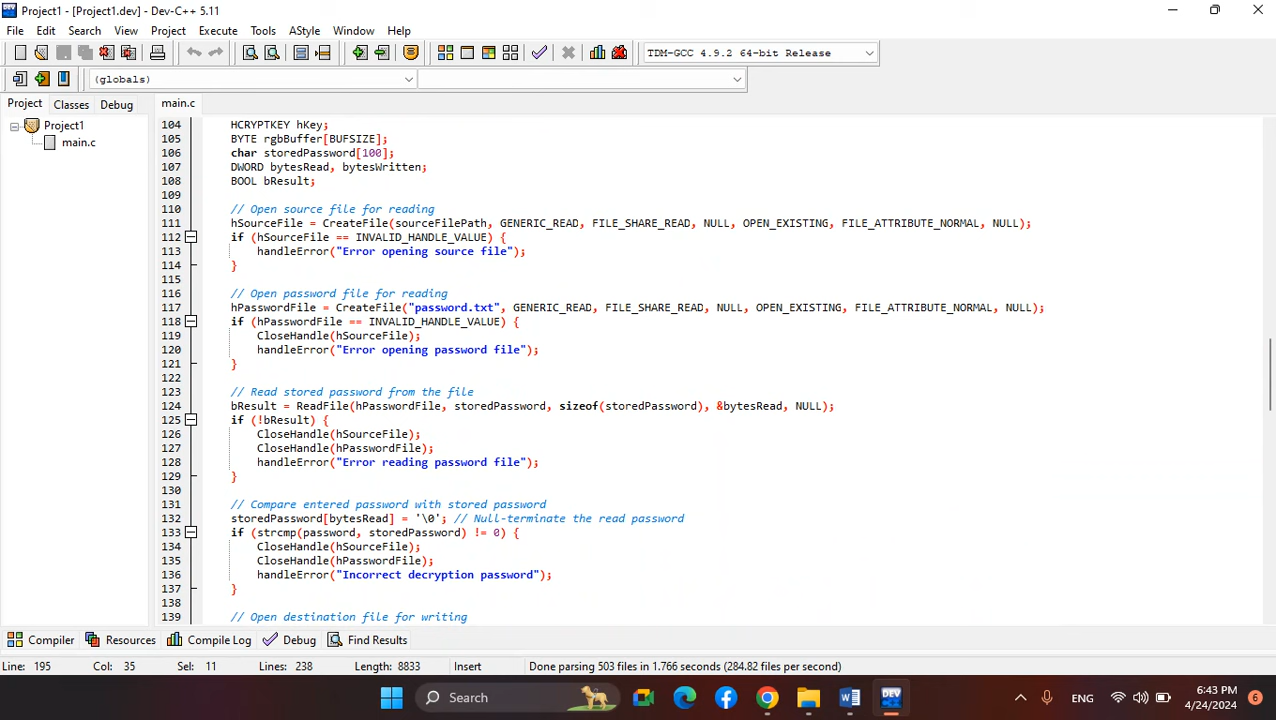 Project1 - [Project1.dev] - Dev-C++ 5.11
File Edit Search View Project Execute Tools AStyle Window Help
TDM-GCC 4.9.2 64-bit Release
(globals)
Project Classes Debug
main.c
Project1
main.c
104 HCRYPTKEY hKey;
105 BYTE rgbBuffer[BUFSIZE];
106 char storedPassword[100];
107 DWORD bytesRead, bytesWritten;
108 BOOL bResult;
109
110 // Open source file for reading
111 hSourceFile = CreateFile(sourceFilePath, GENERIC_READ, FILE_SHARE_READ, NULL, OPEN_EXISTING, FILE_ATTRIBUTE_NORMAL, NULL);
112 if (hSourceFile == INVALID_HANDLE_VALUE) {
113 handleError("Error opening source file");
114 }
115
116 // Open password file for reading
117 hPasswordFile = CreateFile("password.txt", GENERIC_READ, FILE_SHARE_READ, NULL, OPEN_EXISTING, FILE_ATTRIBUTE_NORMAL, NULL);
118 if (hPasswordFile == INVALID_HANDLE_VALUE) {
119 CloseHandle(hSourceFile);
120 handleError("Error opening password file");
121 }
122
123 // Read stored password from the file
124 bResult = ReadFile(hPasswordFile, storedPassword, sizeof(storedPassword), &bytesRead, NULL);
125 if (!bResult) {
126 CloseHandle(hSourceFile);
127 CloseHandle(hPasswordFile);
128 handleError("Error reading password file");
129 }
130
131 // Compare entered password with stored password
132 storedPassword[bytesRead] = '\0'; // Null-terminate the read password
133 if (strcmp(password, storedPassword) != 0) {
134 CloseHandle(hSourceFile);
135 CloseHandle(hPasswordFile);
136 handleError("Incorrect decryption password");
137 }
138
139 // Open destination file for writing
Compiler Resources Compile Log Debug Find Results
Line: 195 Col: 35 Sel: 11 Lines: 238 Length: 8833 Insert Done parsing 503 files in 1.766 seconds (284.82 files per second)
Search
DEV
ENG
6:43 PM
4/24/2024
6